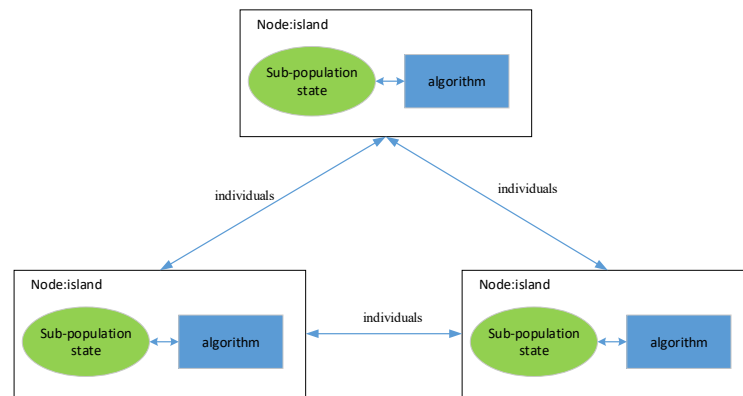 Node:island
Sub-population
state
algorithm
individuals
individuals
Node:island
Sub-population
state
algorithm
individuals
Node:island
Sub-population
state
algorithm